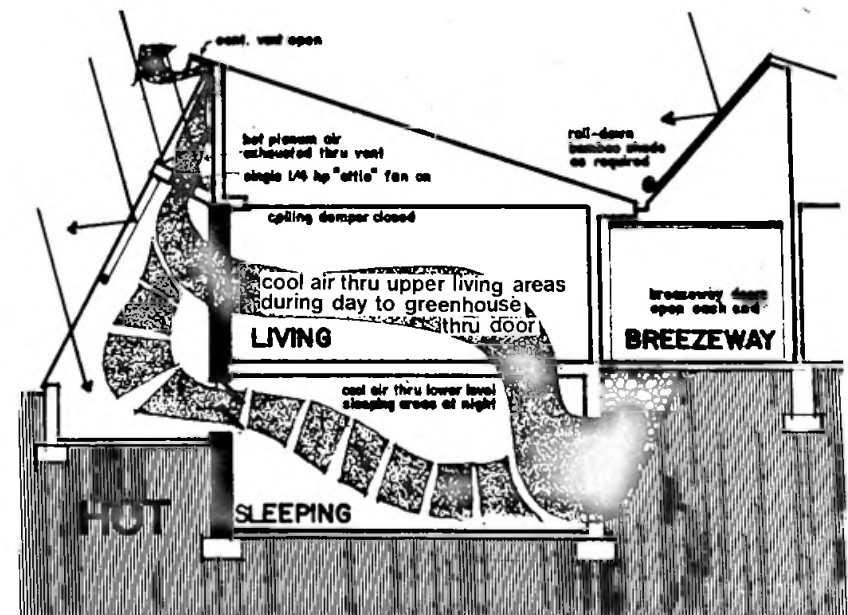 cont. vent open
hot plenum air
exhausted thru vent
single 1/4 hp "attic" fan on
ceiling damper closed
roll-down
bamboo shade
as required
cool air thru upper living areas
during day to greenhouse
thru door
LIVING
breezeway doors
open each end
BREEZEWAY
cool air thru lower level
sleeping areas at night
HOT
SLEEPING